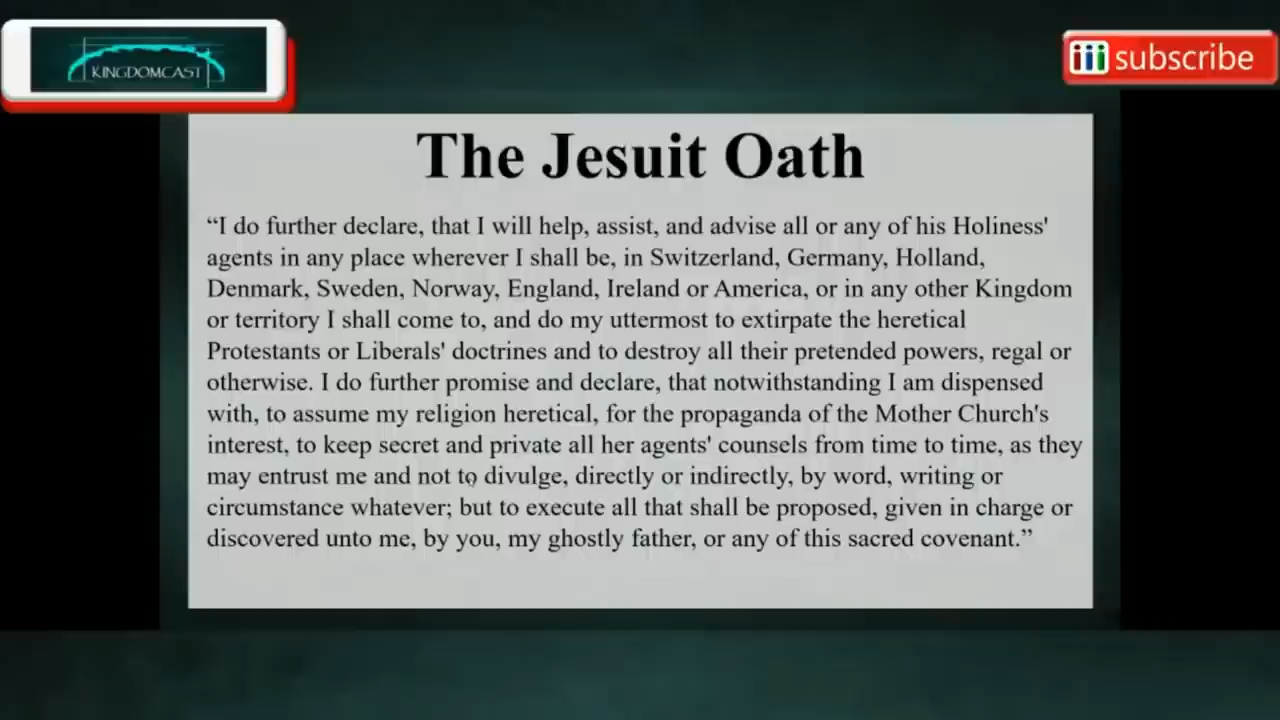 KINGDOMCAST
subscribe
The Jesuit Oath
“I do further declare, that I will help, assist, and advise all or any of his Holiness'
agents in any place wherever I shall be, in Switzerland, Germany, Holland,
Denmark, Sweden, Norway, England, Ireland or America, or in any other Kingdom
or territory I shall come to, and do my uttermost to extirpate the heretical
Protestants or Liberals' doctrines and to destroy all their pretended powers, regal or
otherwise. I do further promise and declare, that notwithstanding I am dispensed
with, to assume my religion heretical, for the propaganda of the Mother Church's
interest, to keep secret and private all her agents' counsels from time to time, as they
may entrust me and not to divulge, directly or indirectly, by word, writing or
circumstance whatever; but to execute all that shall be proposed, given in charge or
discovered unto me, by you, my ghostly father, or any of this sacred covenant.”